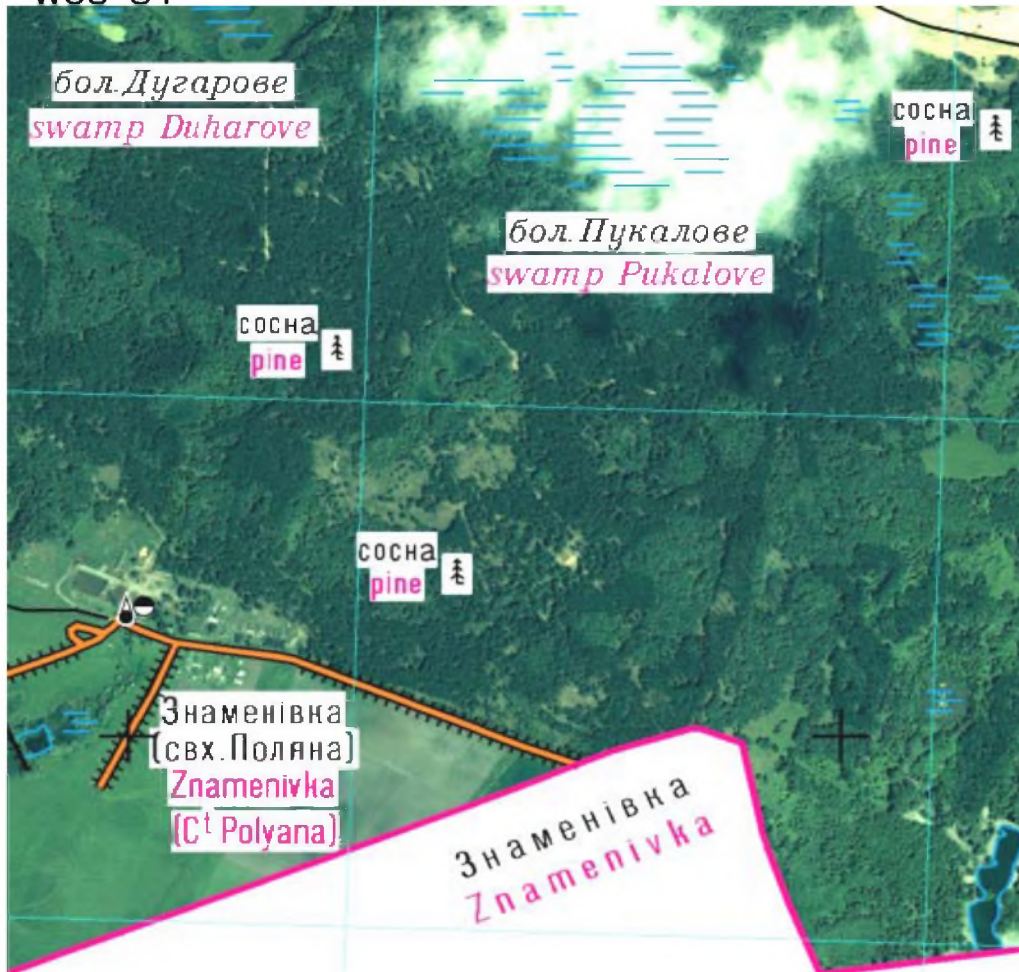 бол. Дугарове
swamp Duharove
сосна
pine
бол. Пукалове
swamp Pukalove
сосна
pine
сосна
pine
Знаменівка
(свх. Поляна)
Znamenivka
(Cᵗ Polyana)
Знаменівка
Znamenivka